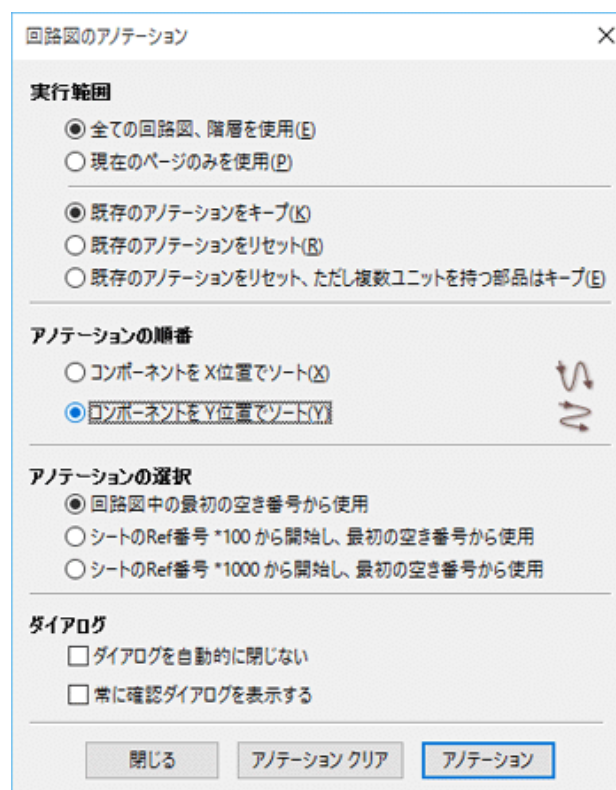 回路図のアノテーション
実行範囲
全ての回路図、階層を使用(E)
現在のページのみを使用(P)
既存のアノテーションをキープ(K)
既存のアノテーションをリセット(R)
既存のアノテーションをリセット、ただし複数ユニットを持つ部品はキープ(E)
アノテーションの順番
コンポーネントを X位置でソート(X)
コンポーネントを Y位置でソート(Y)
アノテーションの選択
回路図中の最初の空き番号から使用
シートのRef番号 *100 から開始し、最初の空き番号から使用
シートのRef番号 *1000 から開始し、最初の空き番号から使用
ダイアログ
ダイアログを自動的に閉じない
常に確認ダイアログを表示する
閉じる
アノテーション クリア
アノテーション